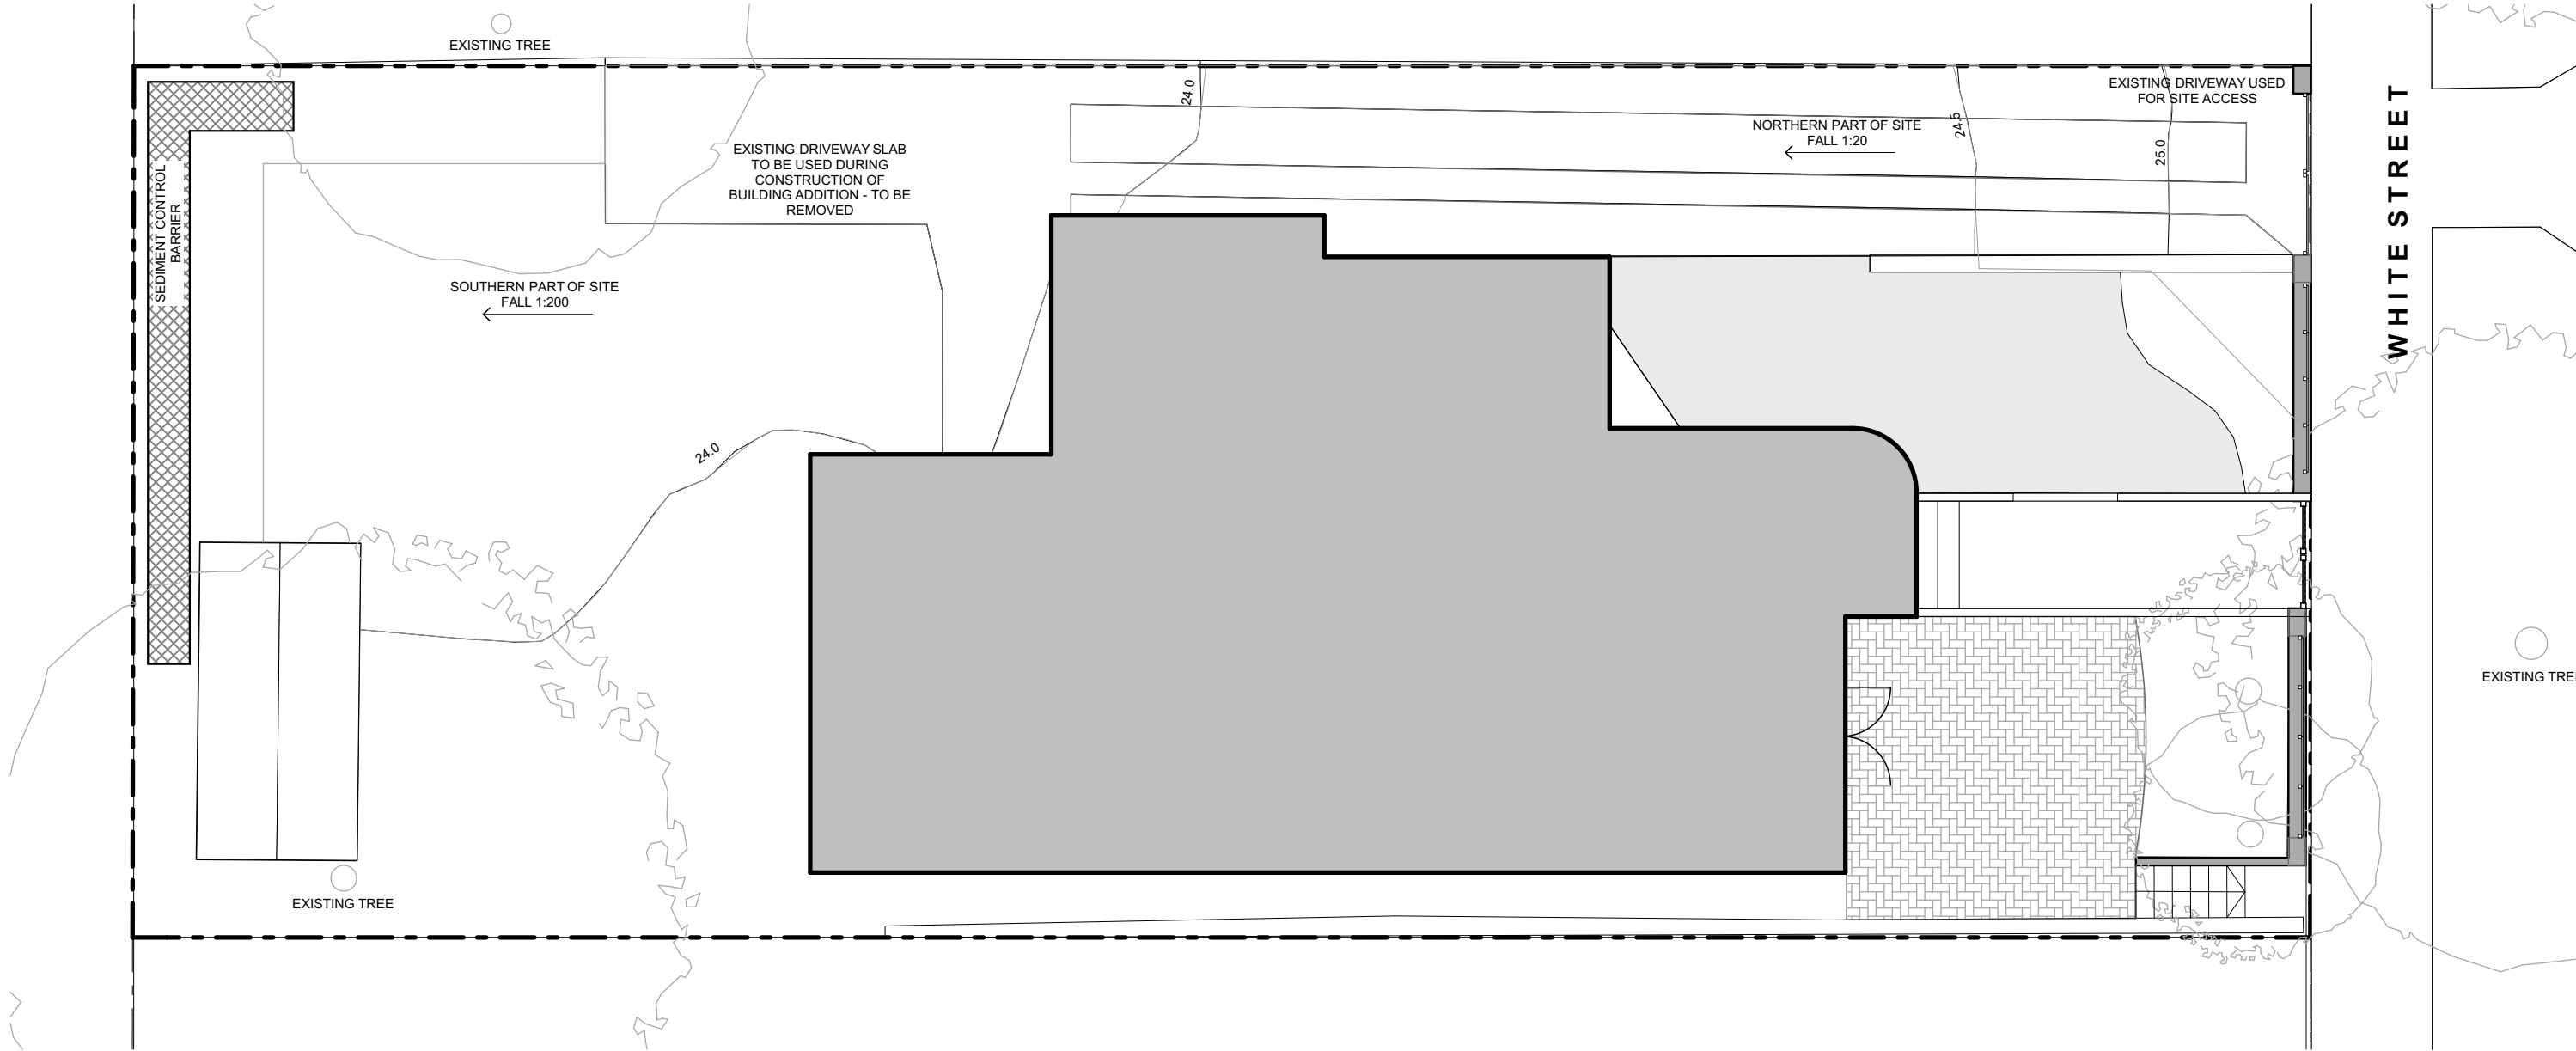 EXISTING TREE
EXISTING DRIVEWAY USED
FOR SITE ACCESS
24.0
NORTHERN PART OF SITE
FALL 1:20
24.5
25.0
WHITE STREET
EXISTING DRIVEWAY SLAB
TO BE USED DURING
CONSTRUCTION OF
BUILDING ADDITION - TO BE
REMOVED
SEDIMENT CONTROL
BARRIER
SOUTHERN PART OF SITE
FALL 1:200
24.0
EXISTING TRE
EXISTING TREE